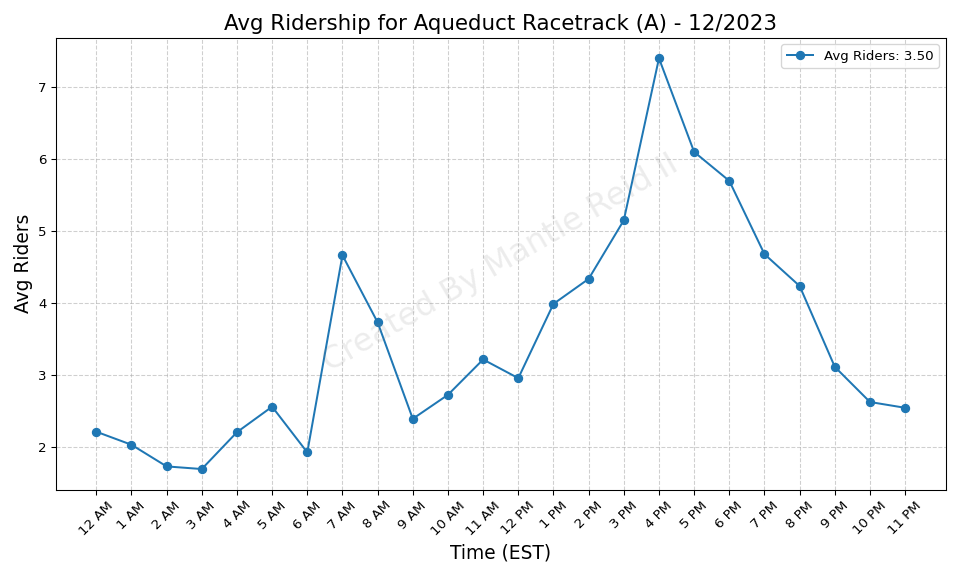 Avg Ridership for Aqueduct Racetrack (A) - 12/2023
Avg Riders: 3.50
7
6
5
4
3
2
Avg Riders
Created By Mantie Reid II
12 AM
1 AM
2 AM
3 AM
4 AM
5 AM
6 AM
7 AM
8 AM
9 AM
10 AM
11 AM
12 PM
1 PM
2 PM
3 PM
4 PM
5 PM
6 PM
7 PM
8 PM
9 PM
10 PM
11 PM
Time (EST)